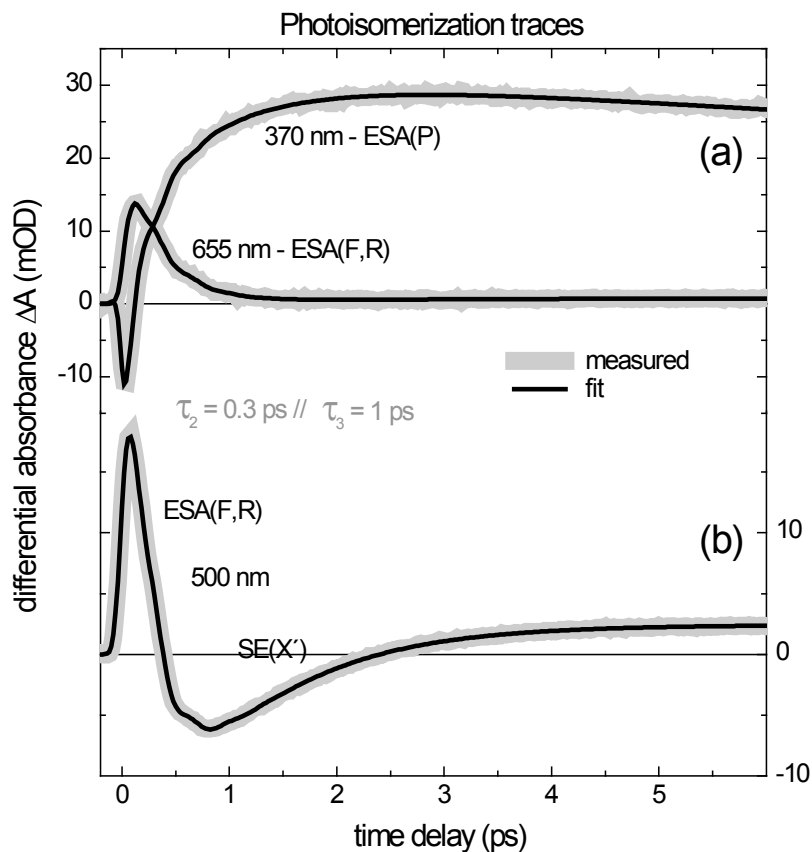 Photoisomerization traces
differential absorbance ΔA (mOD)
30
20
10
0
-10
370 nm - ESA(P)
(a)
655 nm - ESA(F,R)
measured
fit
τ2 = 0.3 ps // τ3 = 1 ps
ESA(F,R)
(b)
500 nm
SE(X´)
10
0
-10
0 1 2 3 4 5
time delay (ps)